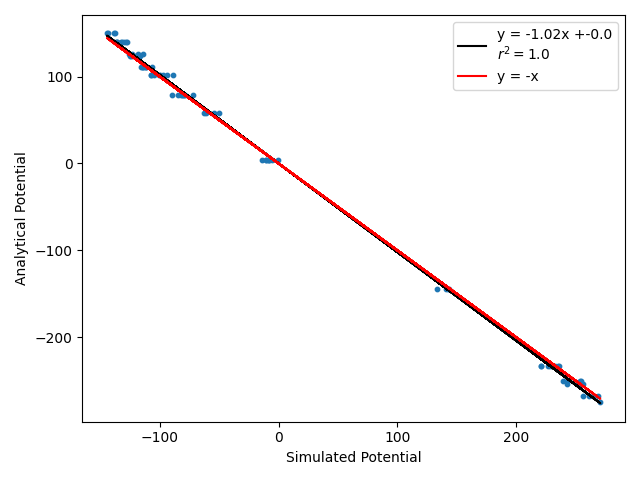 y = -1.02x +-0.0
r² = 1.0
y = -x
Analytical Potential
100
0
−100
−200
−100
0
100
200
Simulated Potential